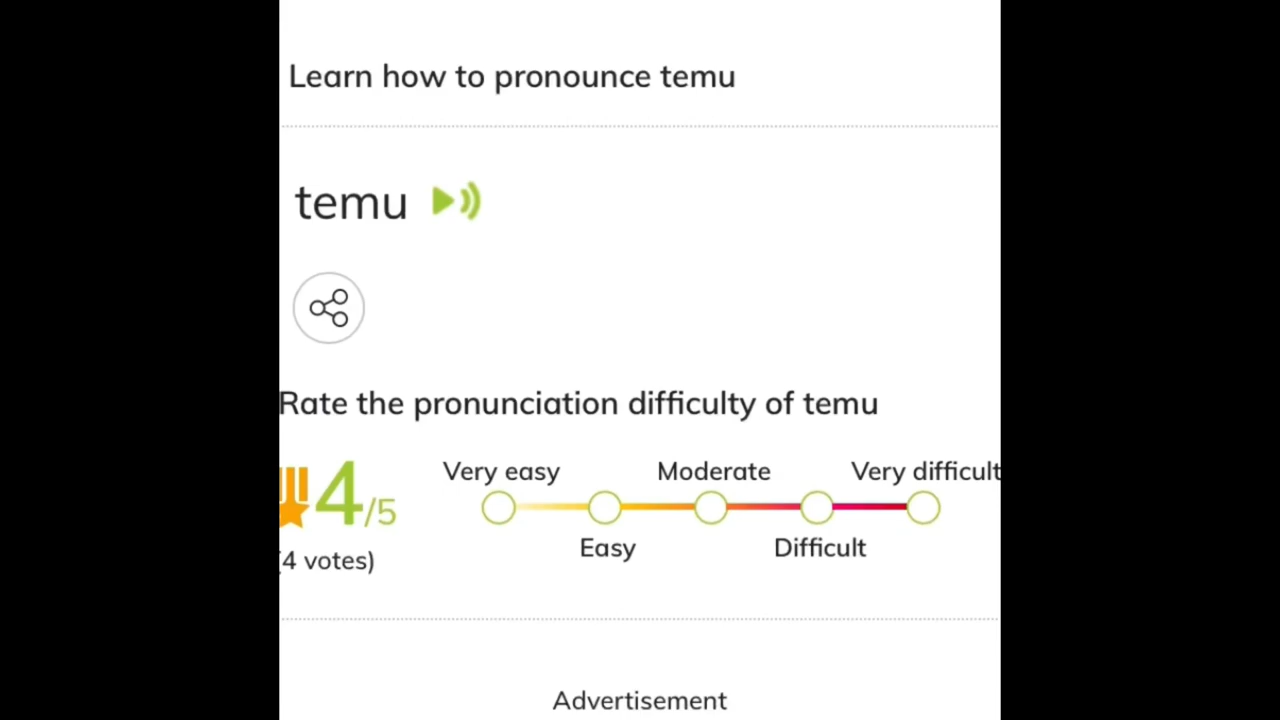 Learn how to pronounce temu
temu
Rate the pronunciation difficulty of temu
4/5
(4 votes)
Very easy
Moderate
Very difficult
Easy
Difficult
Advertisement